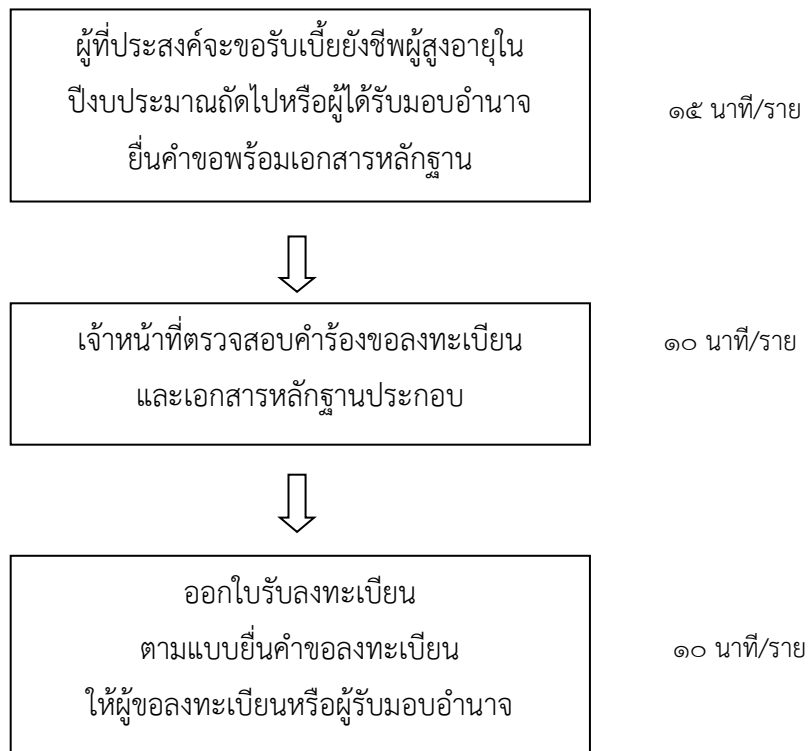 ผู้ที่ประสงค์จะขอรับเบี้ยยังชีพผู้สูงอายุใน
ปีงบประมาณถัดไปหรือผู้ได้รับมอบอำนาจ
ยื่นคำขอพร้อมเอกสารหลักฐาน
๑๕ นาที/ราย
เจ้าหน้าที่ตรวจสอบคำร้องขอลงทะเบียน
และเอกสารหลักฐานประกอบ
๑๐ นาที/ราย
ออกใบรับลงทะเบียน
ตามแบบยื่นคำขอลงทะเบียน
ให้ผู้ขอลงทะเบียนหรือผู้รับมอบอำนาจ
๑๐ นาที/ราย